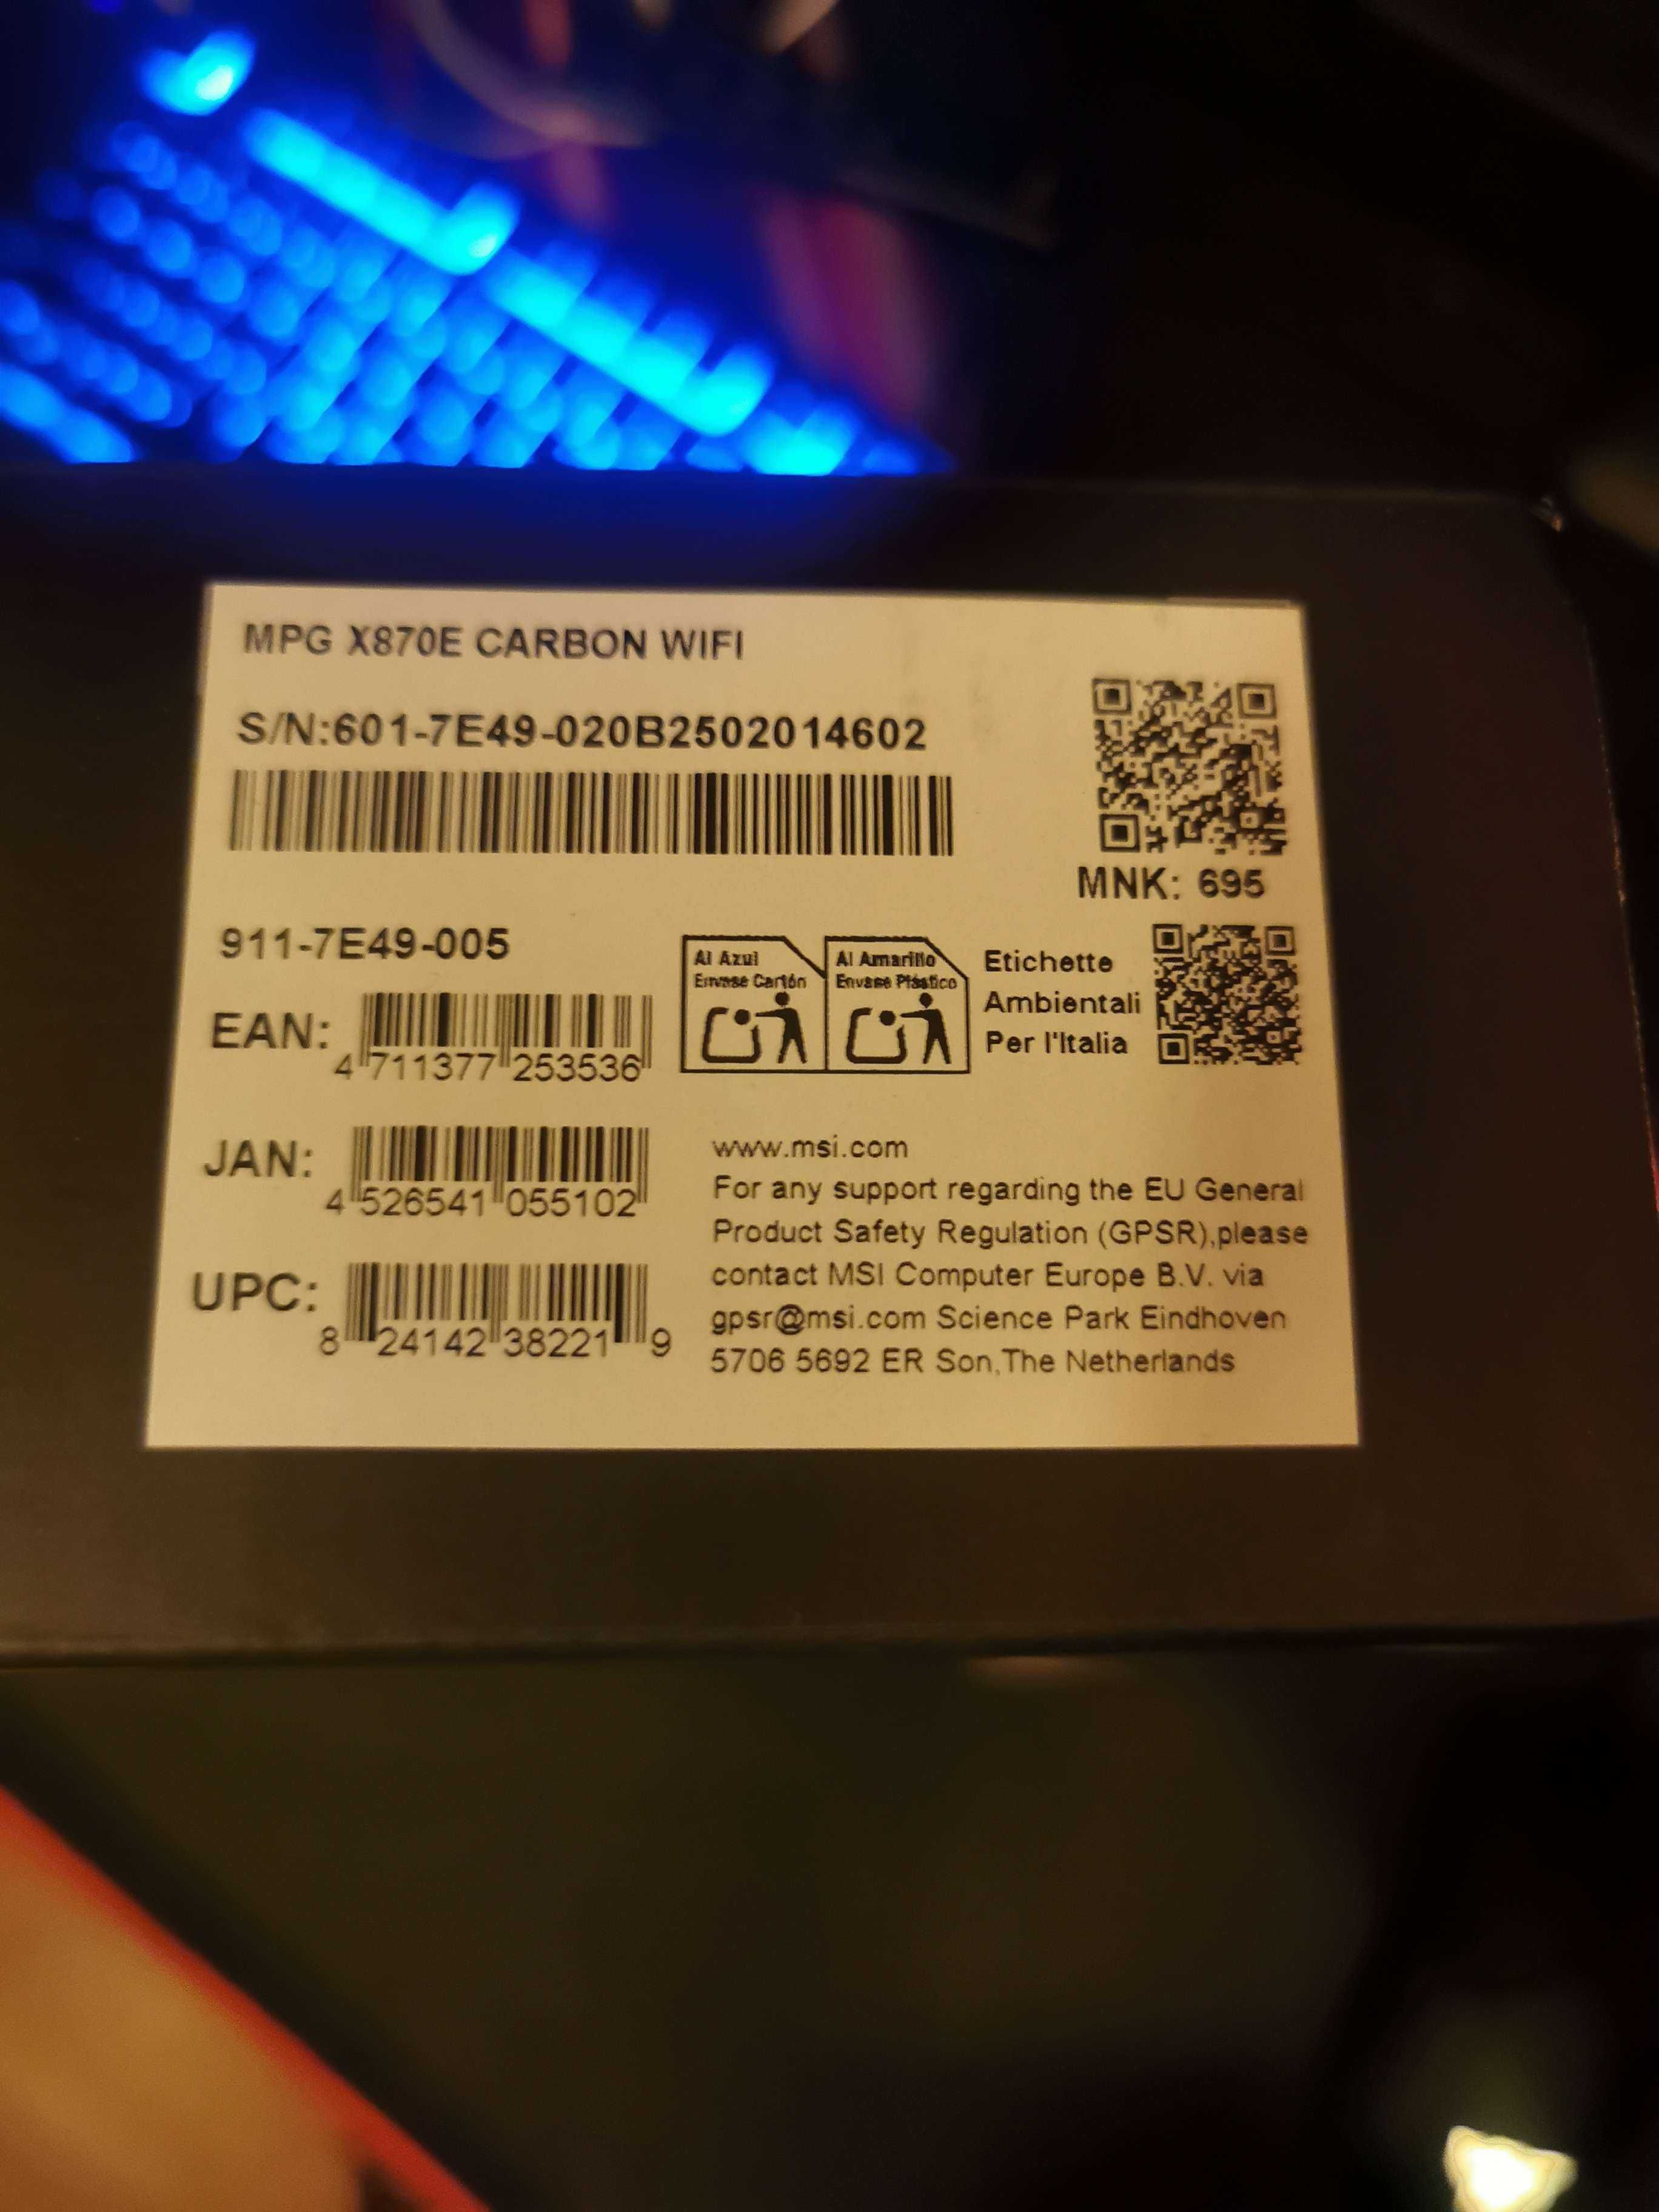 MPG X870E CARBON WIFI
S/N:601-7E49-020B2502014602
MNK: 695
911-7E49-005
Al Azul
Envase Cartón
Al Amarillo
Envase Plástico
Etichette
Ambientali
Per l'Italia
EAN:
4 711377 253536
JAN:
4 526541 055102
UPC:
8 24142 38221 9
www.msi.com
For any support regarding the EU General
Product Safety Regulation (GPSR),please
contact MSI Computer Europe B.V. via
gpsr@msi.com Science Park Eindhoven
5706 5692 ER Son,The Netherlands